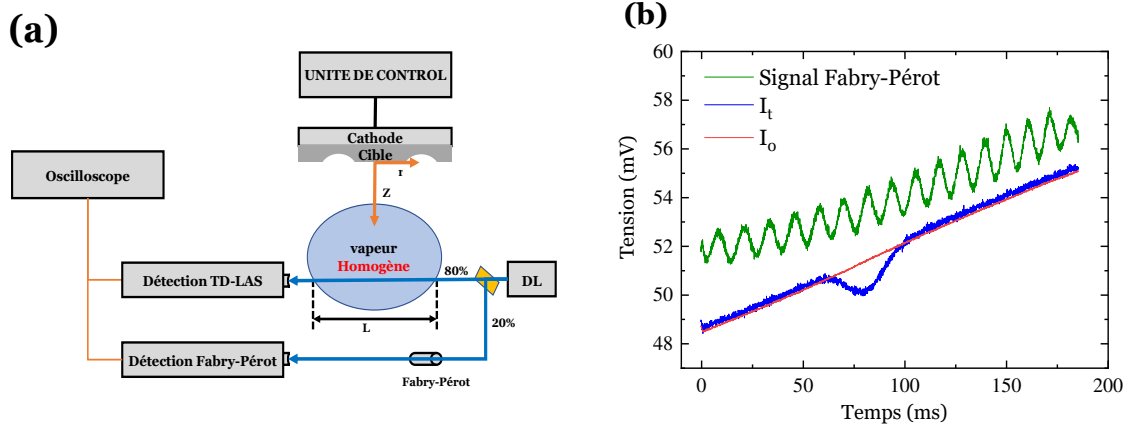 (a)
UNITE DE CONTROL
Cathode
Cible
r
Z
Oscilloscope
vapeur
Homogène
80%
DL
Détection TD-LAS
L
20%
Détection Fabry-Pérot
Fabry-Pérot
(b)
60
58
56
54
52
50
48
Tension (mV)
Signal Fabry-Pérot
I_t
I_o
0
50
100
150
200
Temps (ms)